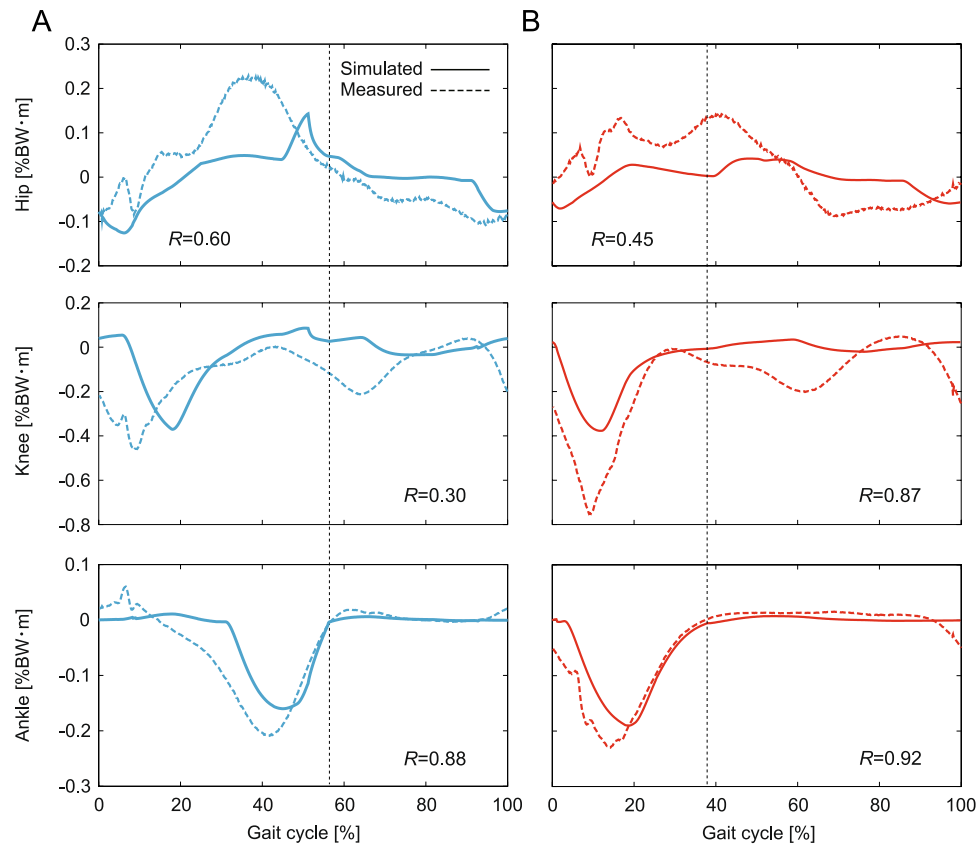 A
B
0.3
0.2
0.1
0
-0.1
-0.2
Hip [%BW·m]
Simulated
Measured
R=0.60
R=0.45
0.2
0
-0.2
-0.4
-0.6
-0.8
Knee [%BW·m]
R=0.30
R=0.87
0.1
0
-0.1
-0.2
-0.3
Ankle [%BW·m]
R=0.88
R=0.92
0 20 40 60 80 100
0 20 40 60 80 100
Gait cycle [%]
Gait cycle [%]